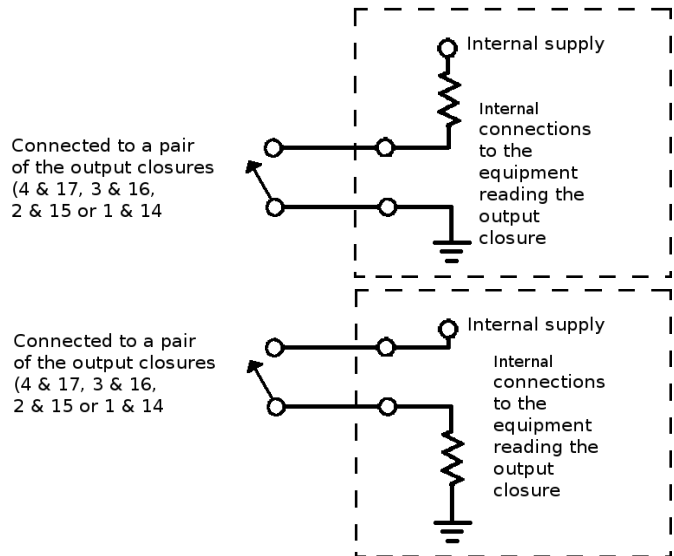 Internal supply
Internal
connections
to the
equipment
reading the
output
closure
Connected to a pair
of the output closures
(4 & 17, 3 & 16,
2 & 15 or 1 & 14
Internal supply
Internal
connections
to the
equipment
reading the
output
closure
Connected to a pair
of the output closures
(4 & 17, 3 & 16,
2 & 15 or 1 & 14